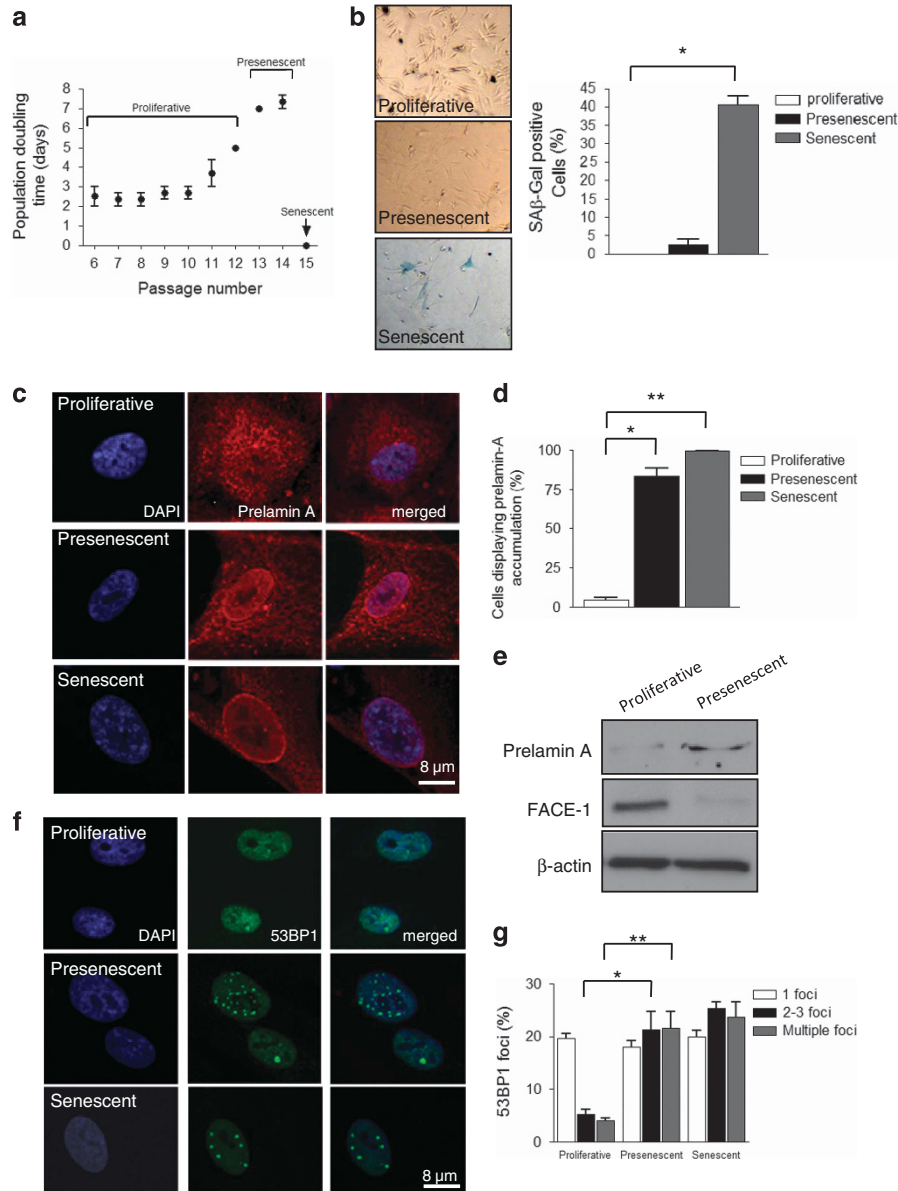 a
Population doubling
time (days)
8
7
6
5
4
3
2
1
0
Proliferative
Presenescent
Senescent
6 7 8 9 10 11 12 13 14 15
Passage number
b
Proliferative
Presenescent
Senescent
*
SAβ-Gal positive
Cells (%)
45
40
35
30
25
20
15
10
5
0
proliferative
Presenescent
Senescent
c
Proliferative
DAPI
Prelamin A
merged
Presenescent
Senescent
8 μm
d
**
*
Cells displaying prelamin-A
accumulation (%)
100
75
50
25
0
Proliferative
Presenescent
Senescent
e
Proliferative
Presenescent
Prelamin A
FACE-1
β-actin
f
Proliferative
DAPI
53BP1
merged
Presenescent
Senescent
8 μm
g
**
*
53BP1 foci (%)
30
20
10
0
Proliferative Presenescent Senescent
1 foci
2-3 foci
Multiple foci